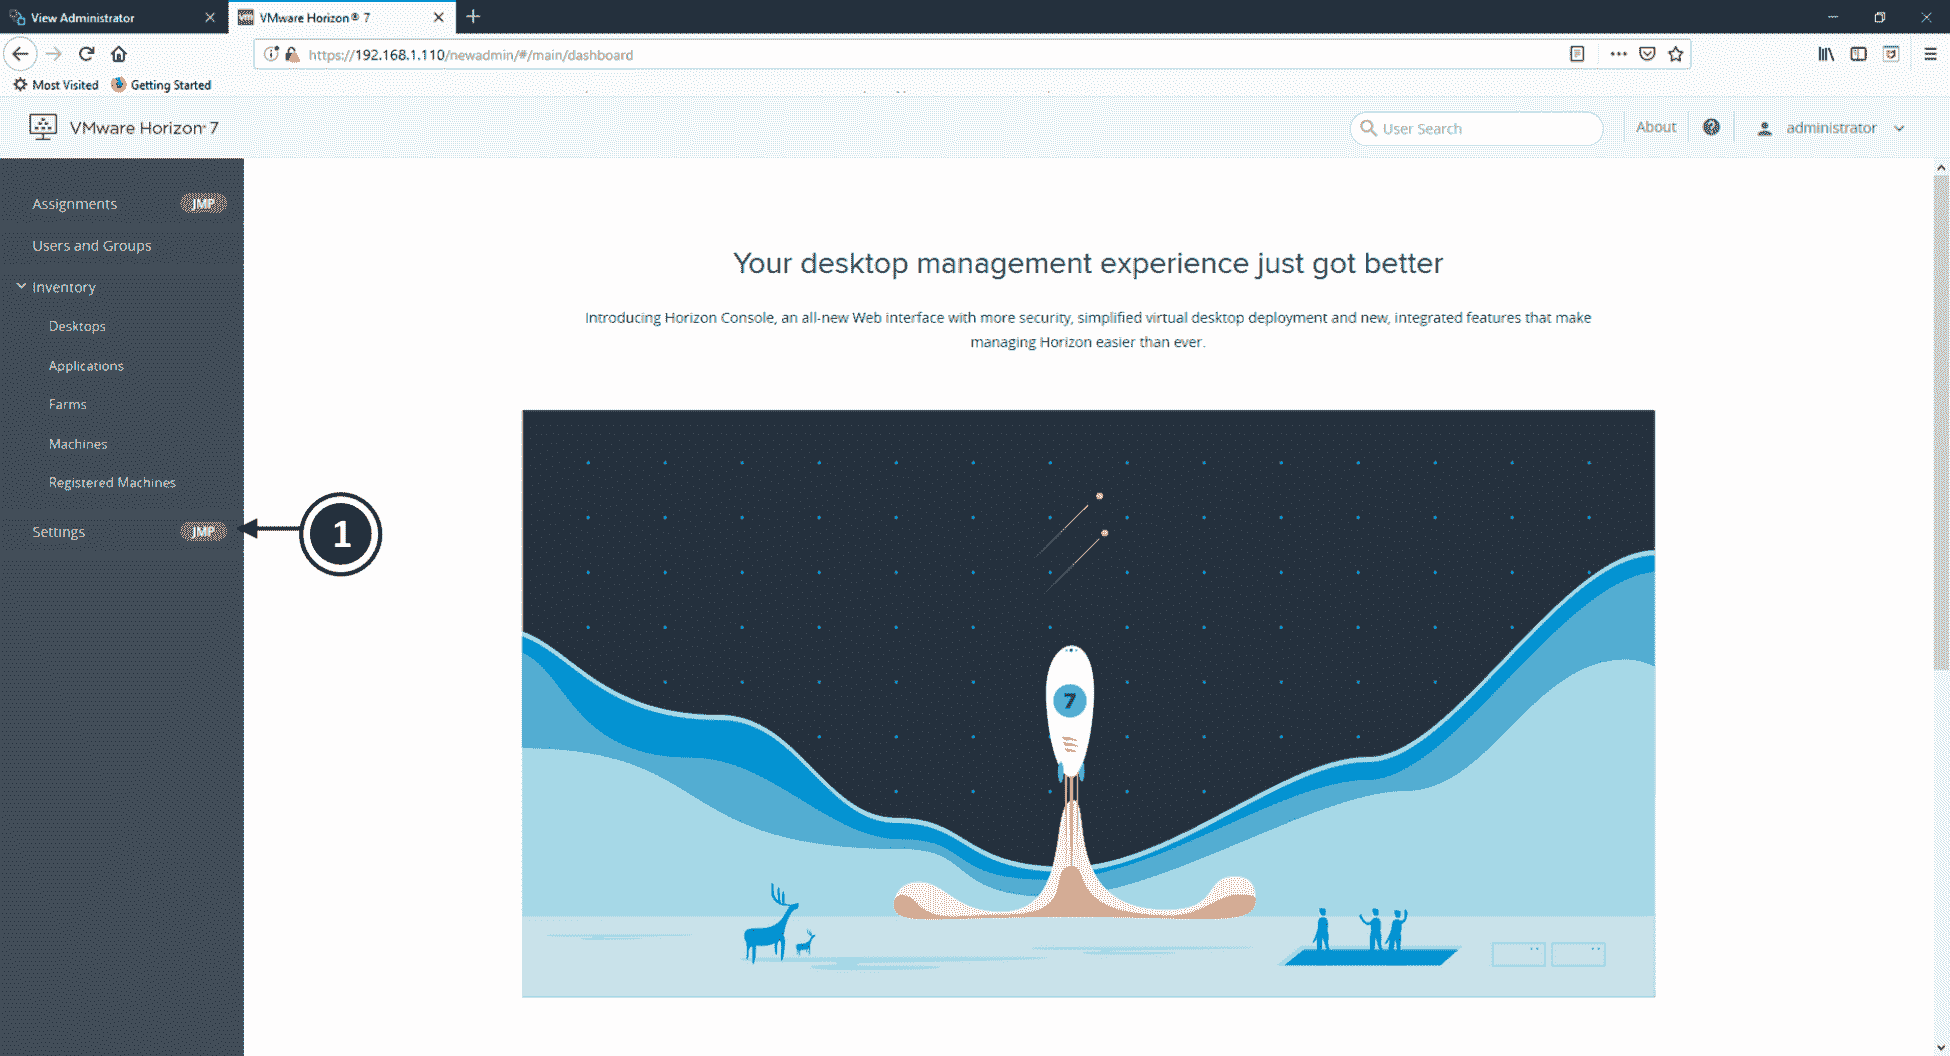 View Administrator
VMware Horizon® 7
https://192.168.1.110/newadmin/#/main/dashboard
Most Visited
Getting Started
VMware Horizon® 7
User Search
About
administrator
Assignments
JMP
Users and Groups
Inventory
Desktops
Applications
Farms
Machines
Registered Machines
Settings
JMP
1
Your desktop management experience just got better
Introducing Horizon Console, an all-new Web interface with more security, simplified virtual desktop deployment and new, integrated features that make
managing Horizon easier than ever.
7